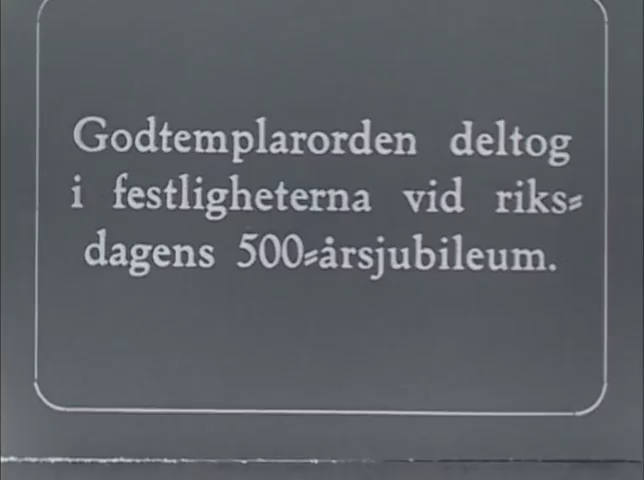 Godtemplarorden deltog
i festligheterna vid riks-
dagens 500-årsjubileum.